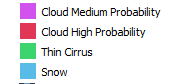 Cloud Medium Probability
Cloud High Probability
Thin Cirrus
Snow